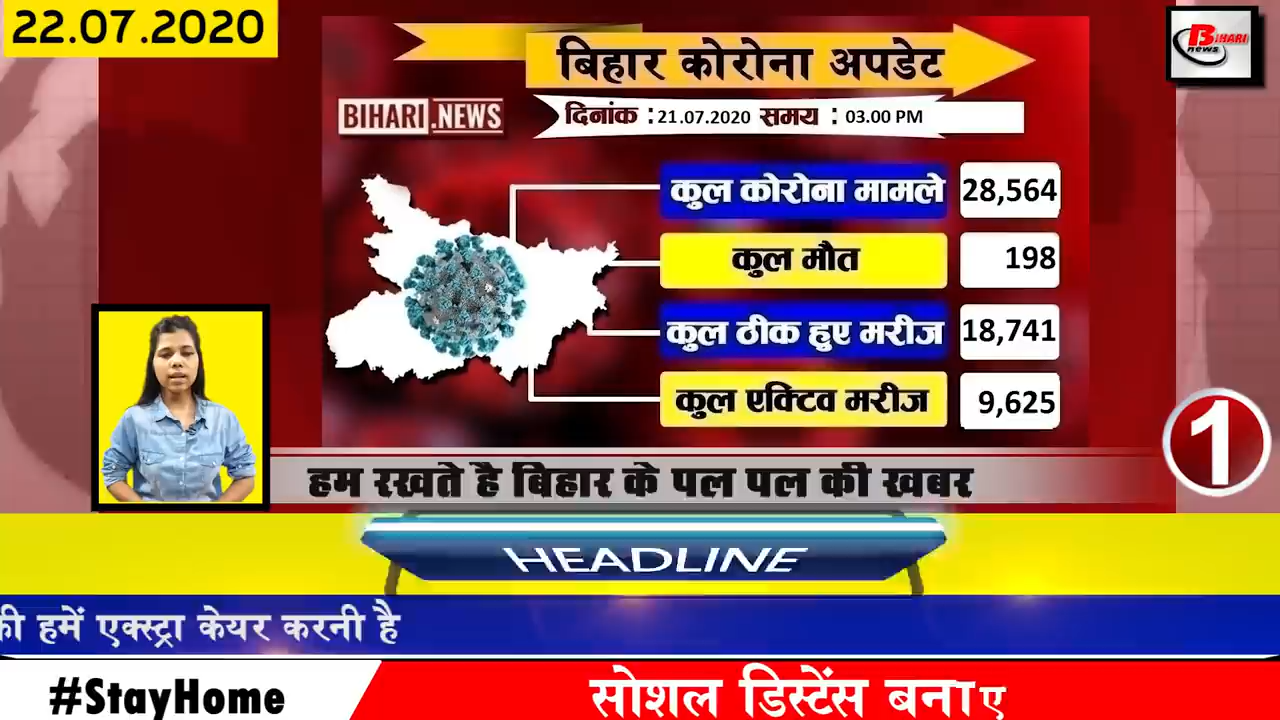 22.07.2020
BIHARI NEWS
बिहार कोरोना अपडेट
BIHARI.NEWS
दिनांक : 21.07.2020 समय : 03.00 PM
कुल कोरोना मामले 28,564
कुल मौत 198
कुल ठीक हुए मरीज 18,741
कुल एक्टिव मरीज 9,625
1
हम रखते है बिहार के पल पल की खबर
HEADLINE
की हमें एक्स्ट्रा केयर करनी है
#StayHome
सोशल डिस्टेंस बनाए